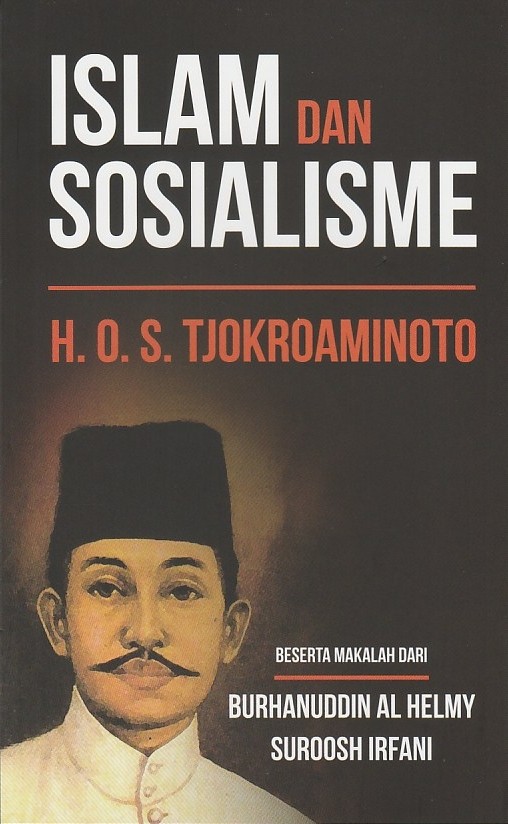 ISLAM DAN
SOSIALISME
H. O. S. TJOKROAMINOTO
BESERTA MAKALAH DARI
BURHANUDDIN AL HELMY
SUROOSH IRFANI